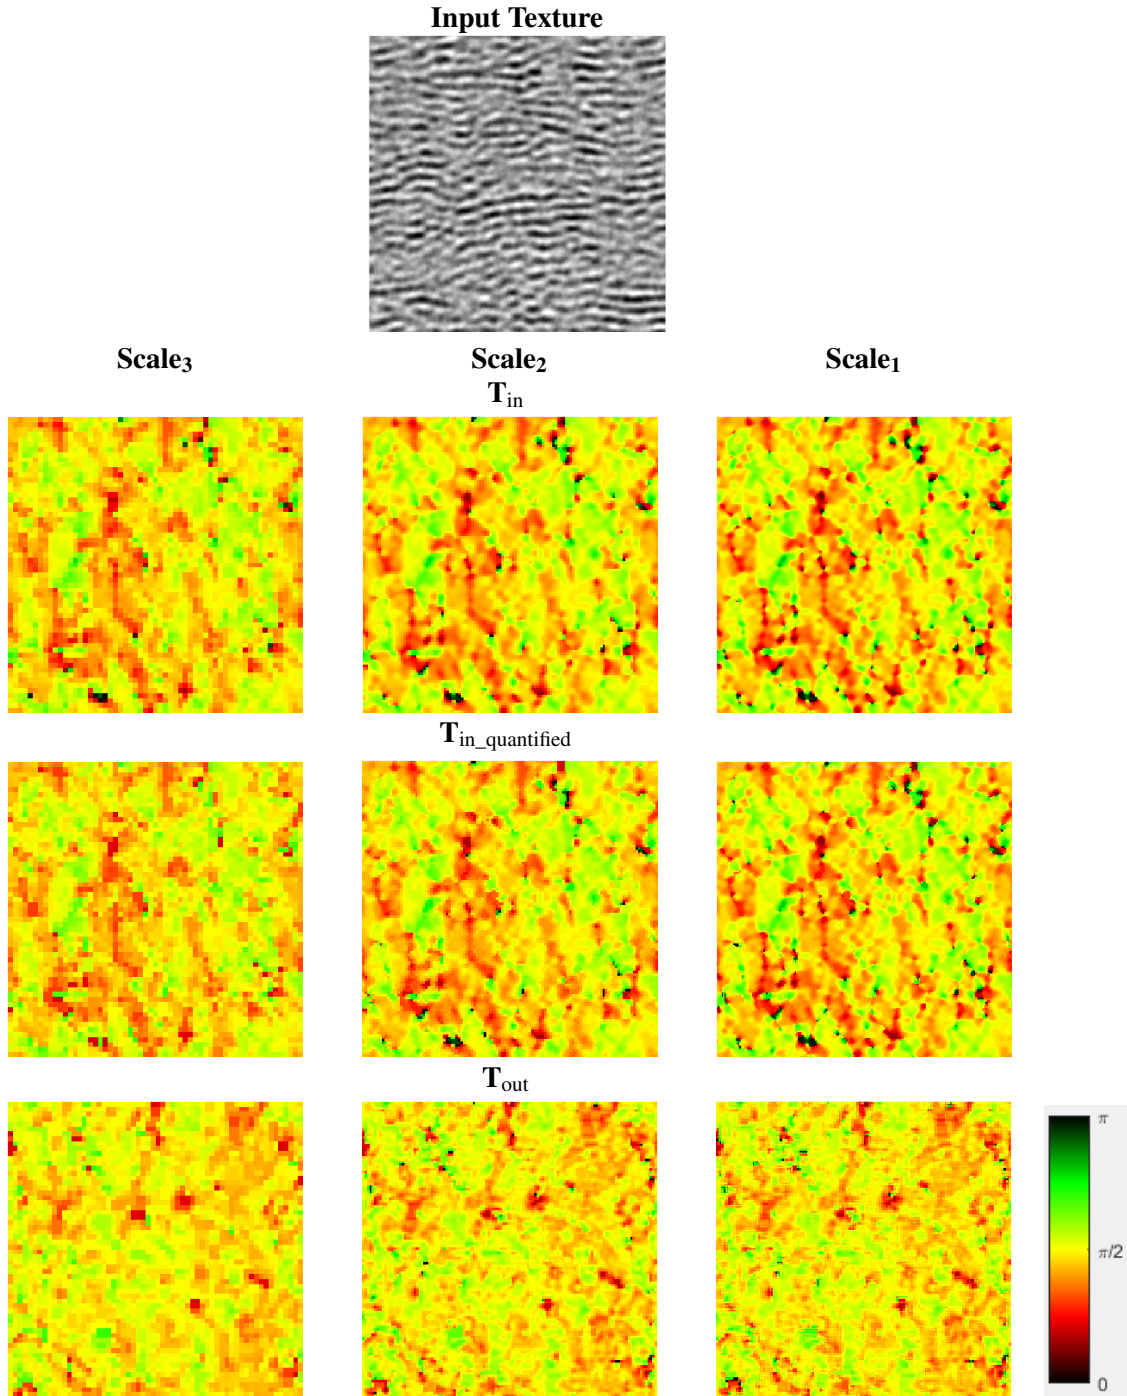 Input Texture
Scale3 Scale2 Scale1
Tin
Tin_quantified
Tout
π
π/2
0